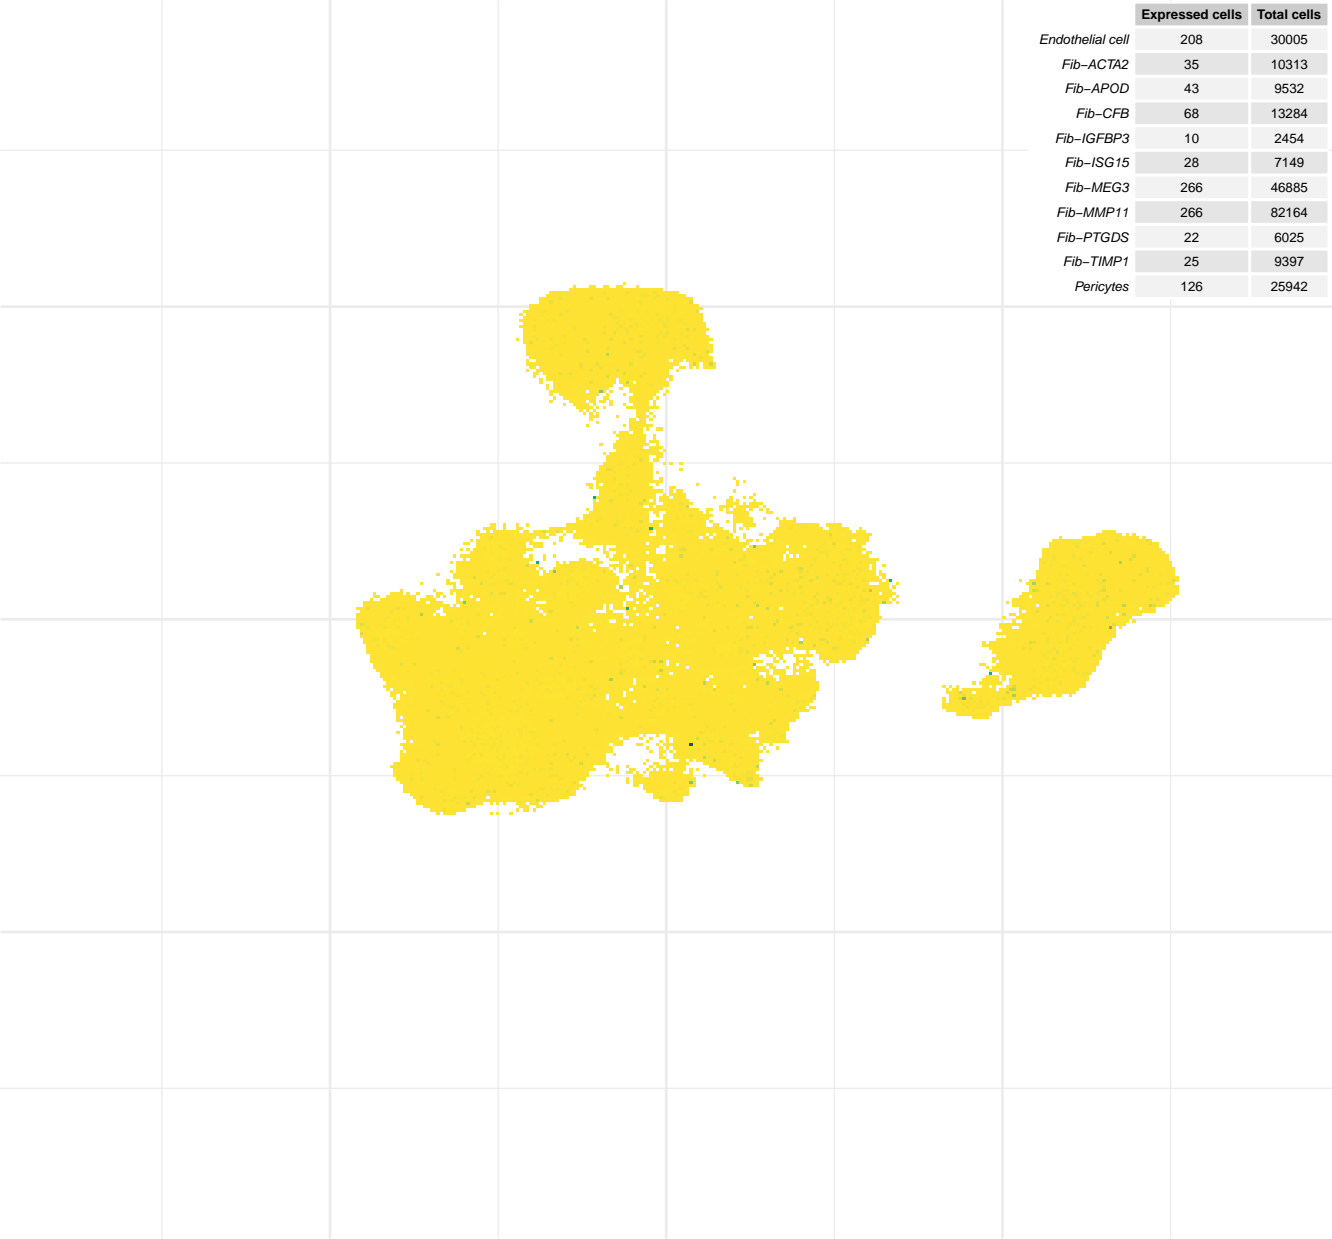 Expressed cells Total cells
Endothelial cell 208 30005
Fib−ACTA2 35 10313
Fib−APOD 43 9532
Fib−CFB 68 13284
Fib−IGFBP3 10 2454
Fib−ISG15 28 7149
Fib−MEG3 266 46885
Fib−MMP11 266 82164
Fib−PTGDS 22 6025
Fib−TIMP1 25 9397
Pericytes 126 25942